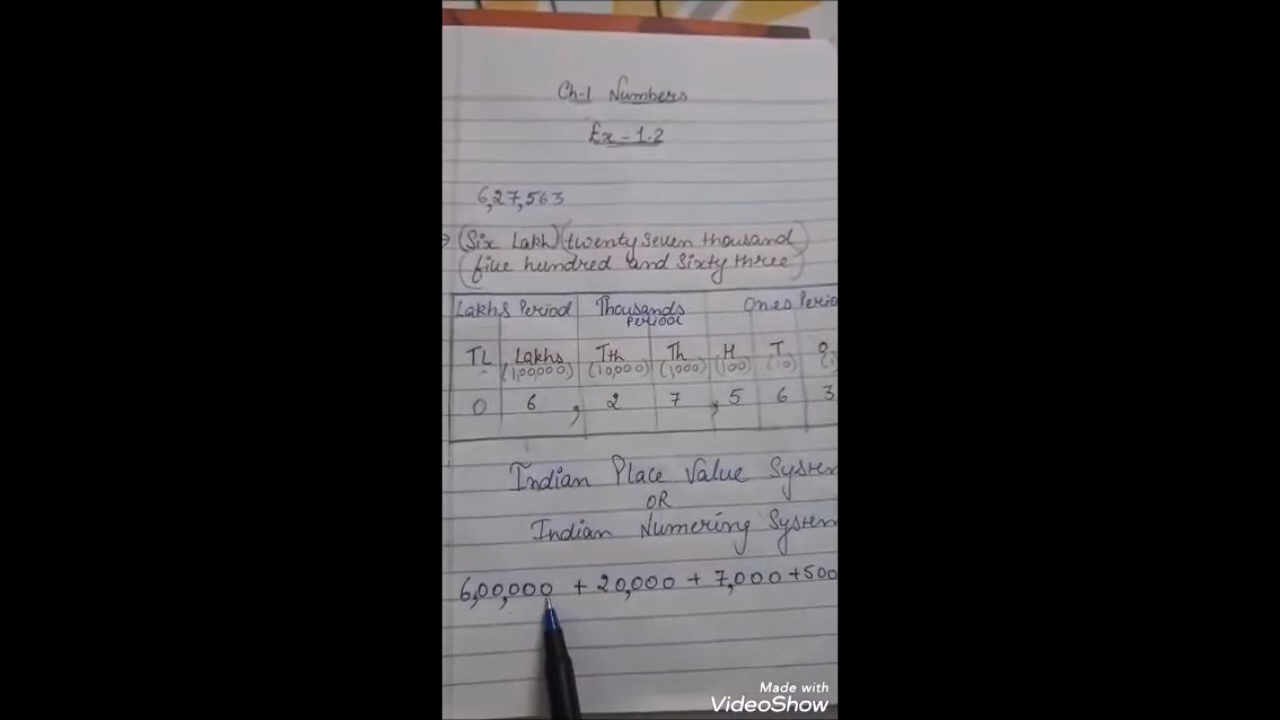 Ch-1 Numbers
Ex - 1.2
6,27,563
(Six Lakh) (twenty seven thousand)
(five hundred and Sixty three)
Lakhs Period Thousands Period Ones Perio
TL Lakhs Tth Th H T O
(1,00,000) (10,000) (1,000) (100) (10)
0 6 , 2 7 , 5 6 3
Indian Place Value System
OR
Indian Numering System
6,00,000 + 20,000 + 7,000 + 500
Made with
VideoShow